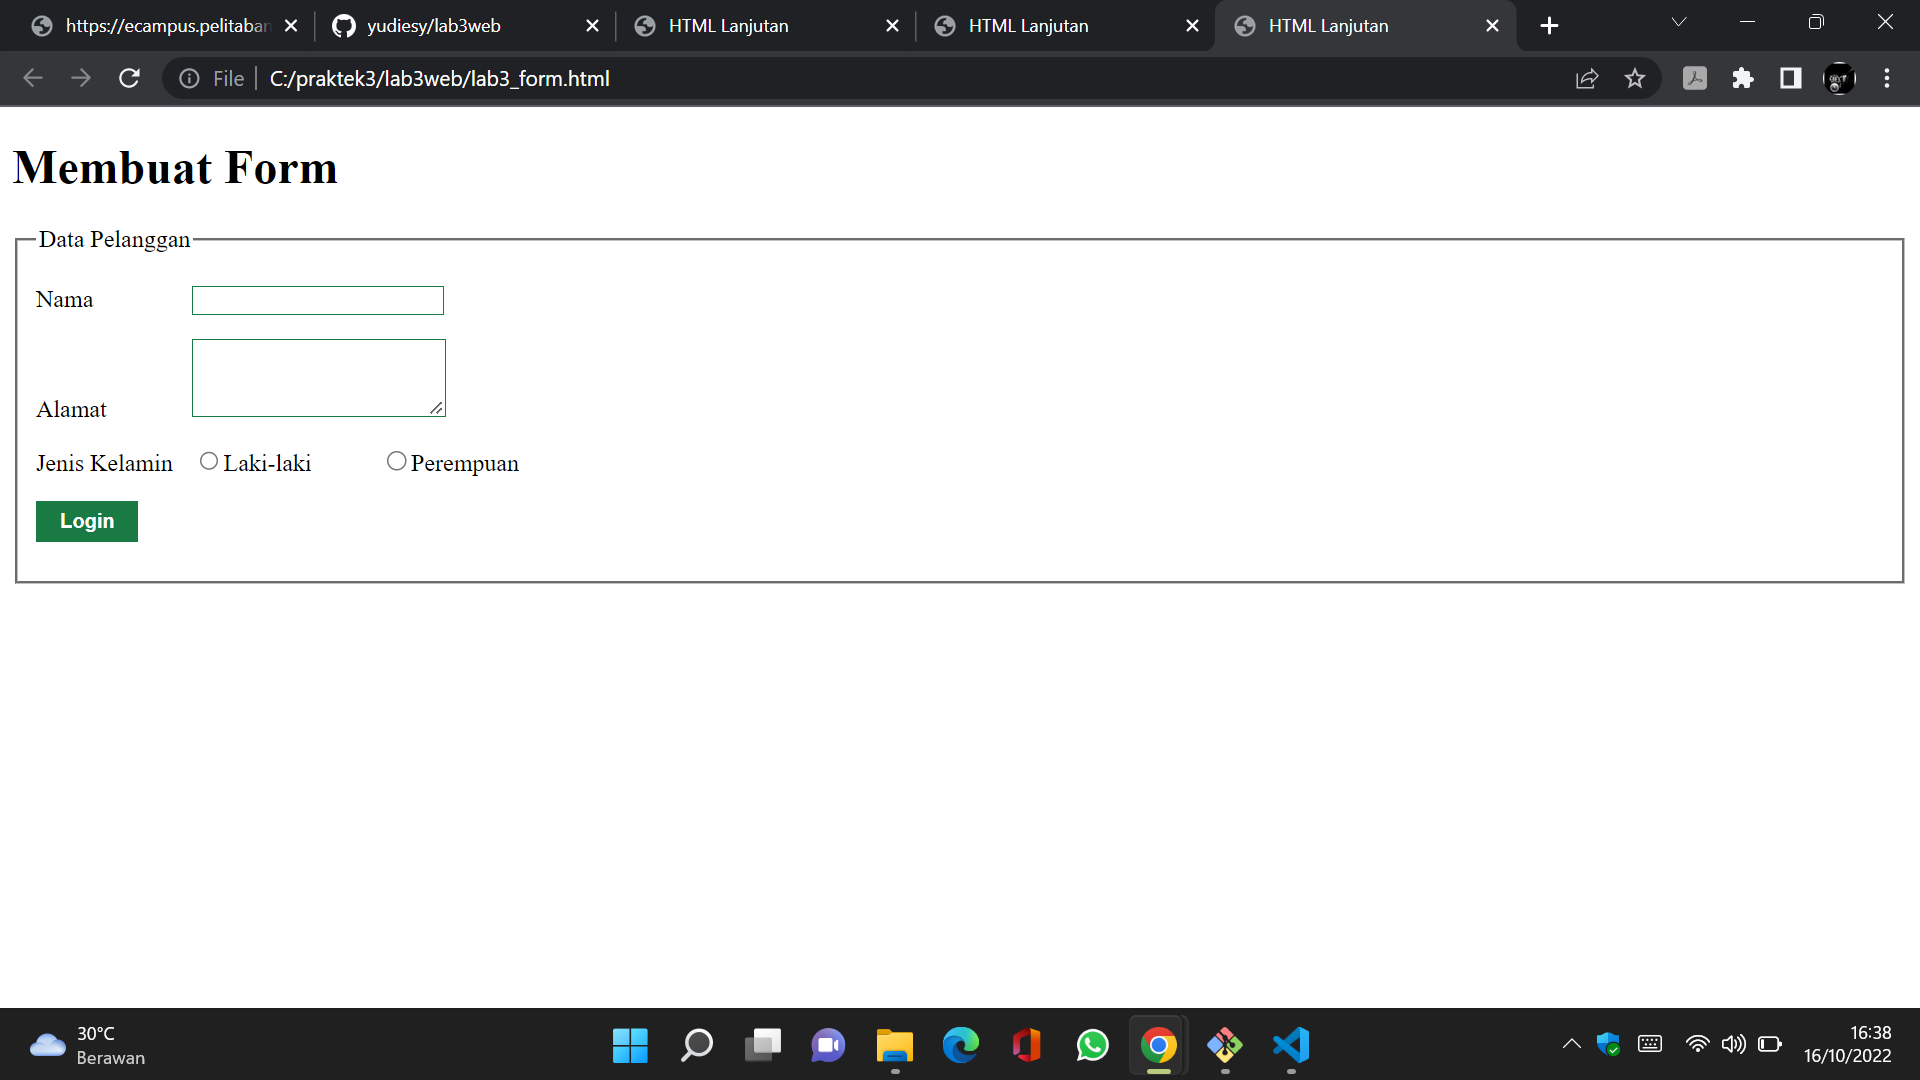 https://ecampus.pelitaban
yudiesy/lab3web
HTML Lanjutan
HTML Lanjutan
HTML Lanjutan
File
C:/praktek3/lab3web/lab3_form.html
Membuat Form
Data Pelanggan
Nama
Alamat
Jenis Kelamin Laki-laki Perempuan
Login
30°C
Berawan
16:38
16/10/2022